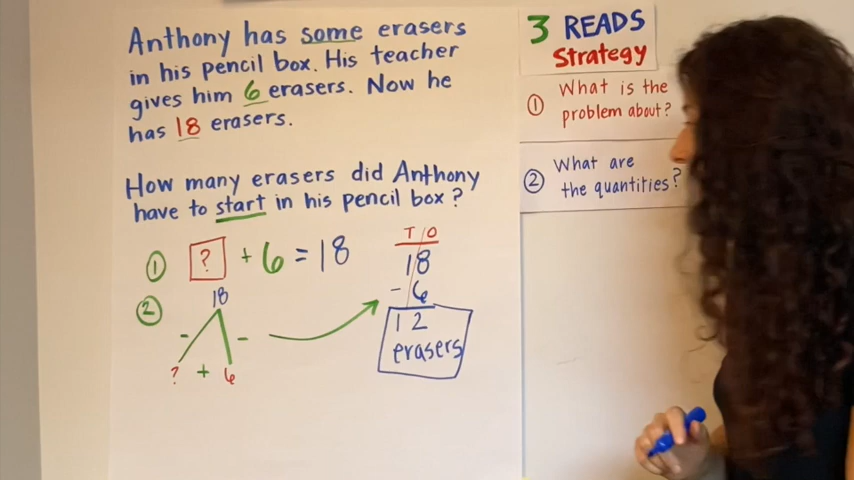 Anthony has some erasers
in his pencil box. His teacher
gives him 6 erasers. Now he
has 18 erasers.
How many erasers did Anthony
have to start in his pencil box?
① ? + 6 = 18
②
18
- -
? + 6
T O
18
- 6
12
erasers
3 READS
Strategy
① What is the
problem about?
② What are
the quantities?